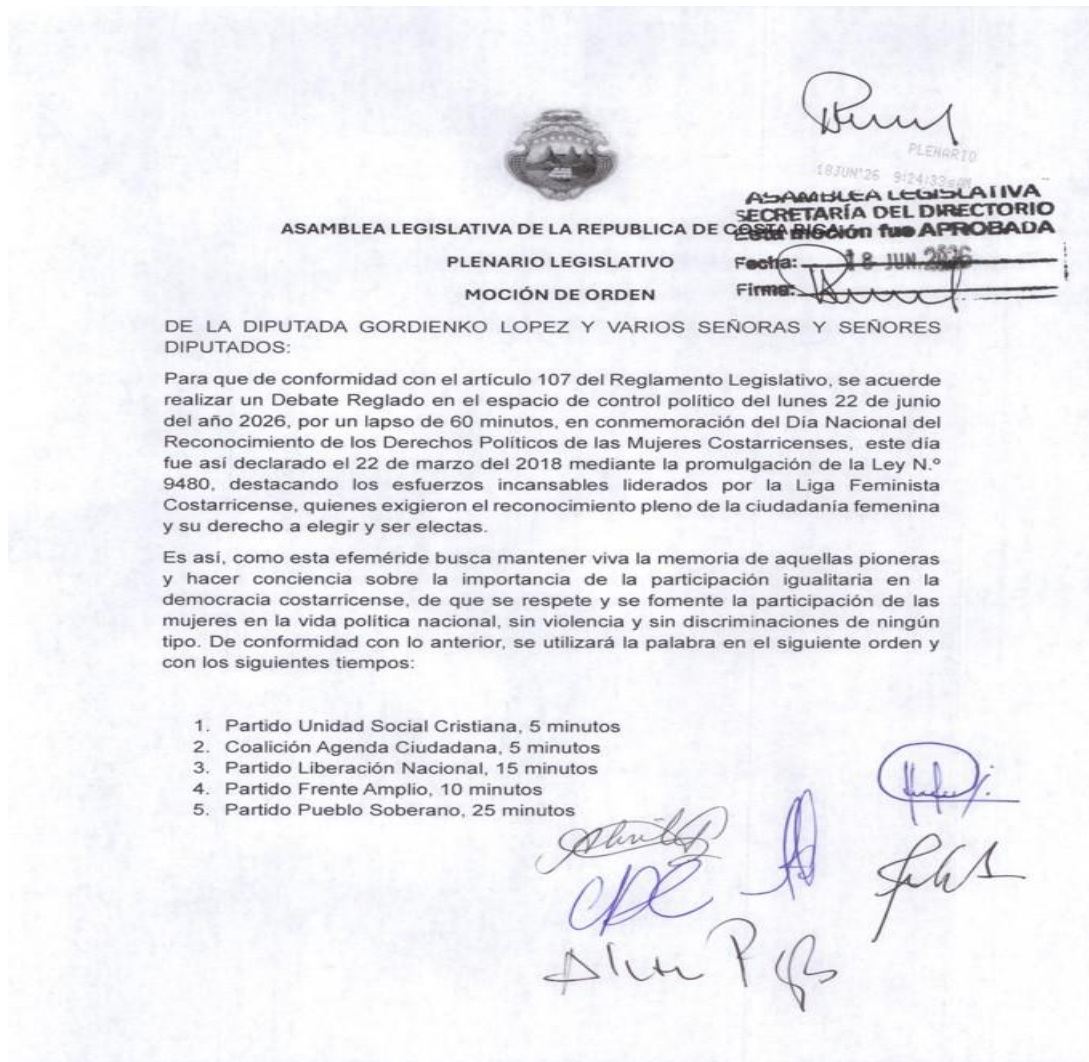 PLENARIO
18JUN'26 9:24:33am
ASAMBLEA LEGISLATIVA
SECRETARÍA DEL DIRECTORIO
Esta moción fue APROBADA
Fecha: 18 JUN. 2026
Firma:
ASAMBLEA LEGISLATIVA DE LA REPUBLICA DE COSTA RICA
PLENARIO LEGISLATIVO
MOCIÓN DE ORDEN
DE LA DIPUTADA GORDIENKO LOPEZ Y VARIOS SEÑORAS Y SEÑORES
DIPUTADOS:
Para que de conformidad con el artículo 107 del Reglamento Legislativo, se acuerde
realizar un Debate Reglado en el espacio de control político del lunes 22 de junio
del año 2026, por un lapso de 60 minutos, en conmemoración del Día Nacional del
Reconocimiento de los Derechos Políticos de las Mujeres Costarricenses, este día
fue así declarado el 22 de marzo del 2018 mediante la promulgación de la Ley N.º
9480, destacando los esfuerzos incansables liderados por la Liga Feminista
Costarricense, quienes exigieron el reconocimiento pleno de la ciudadanía femenina
y su derecho a elegir y ser electas.
Es así, como esta efeméride busca mantener viva la memoria de aquellas pioneras
y hacer conciencia sobre la importancia de la participación igualitaria en la
democracia costarricense, de que se respete y se fomente la participación de las
mujeres en la vida política nacional, sin violencia y sin discriminaciones de ningún
tipo. De conformidad con lo anterior, se utilizará la palabra en el siguiente orden y
con los siguientes tiempos:
1. Partido Unidad Social Cristiana, 5 minutos
2. Coalición Agenda Ciudadana, 5 minutos
3. Partido Liberación Nacional, 15 minutos
4. Partido Frente Amplio, 10 minutos
5. Partido Pueblo Soberano, 25 minutos